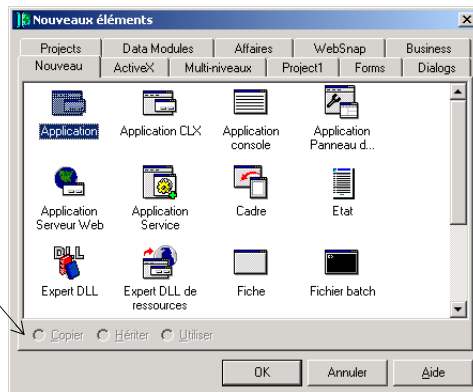 Nouveaux éléments
Projects Data Modules Affaires WebSnap Business
Nouveau ActiveX Multi-niveaux Project1 Forms Dialogs
Application Application CLX Application console Application Panneau d...
Application Serveur Web Application Service Cadre Etat
Expert DLL Expert DLL de ressources Fiche Fichier batch
Copier Hériter Utiliser
OK Annuler Aide